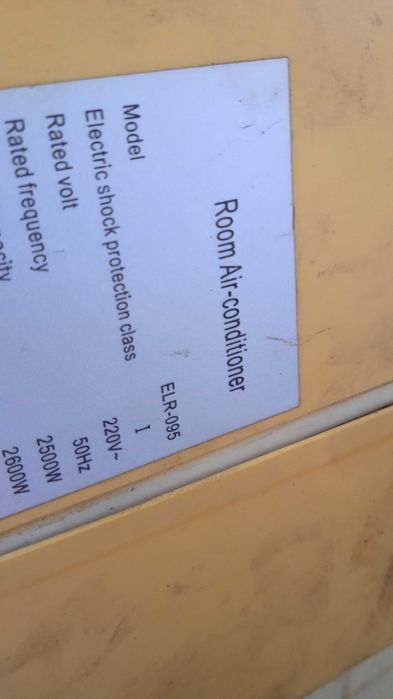 Room Air-conditioner
Model ELR-095
Electric shock protection class I
Rated volt 220V~
Rated frequency 50Hz
2500W
2600W